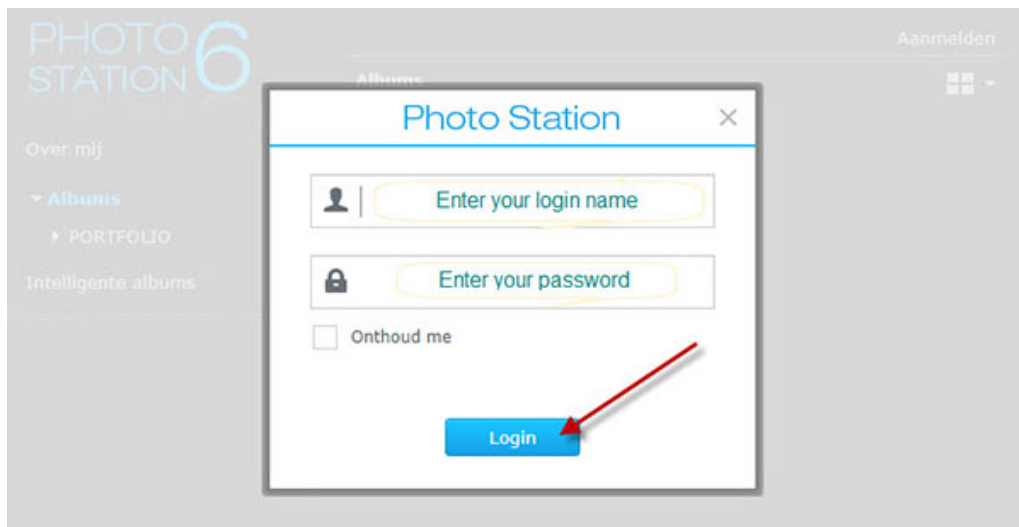 PHOTO
STATION 6
Aanmelden
Albums
Over mij
Albums
PORTFOLIO
Intelligente albums
Photo Station
Enter your login name
Enter your password
Onthoud me
Login